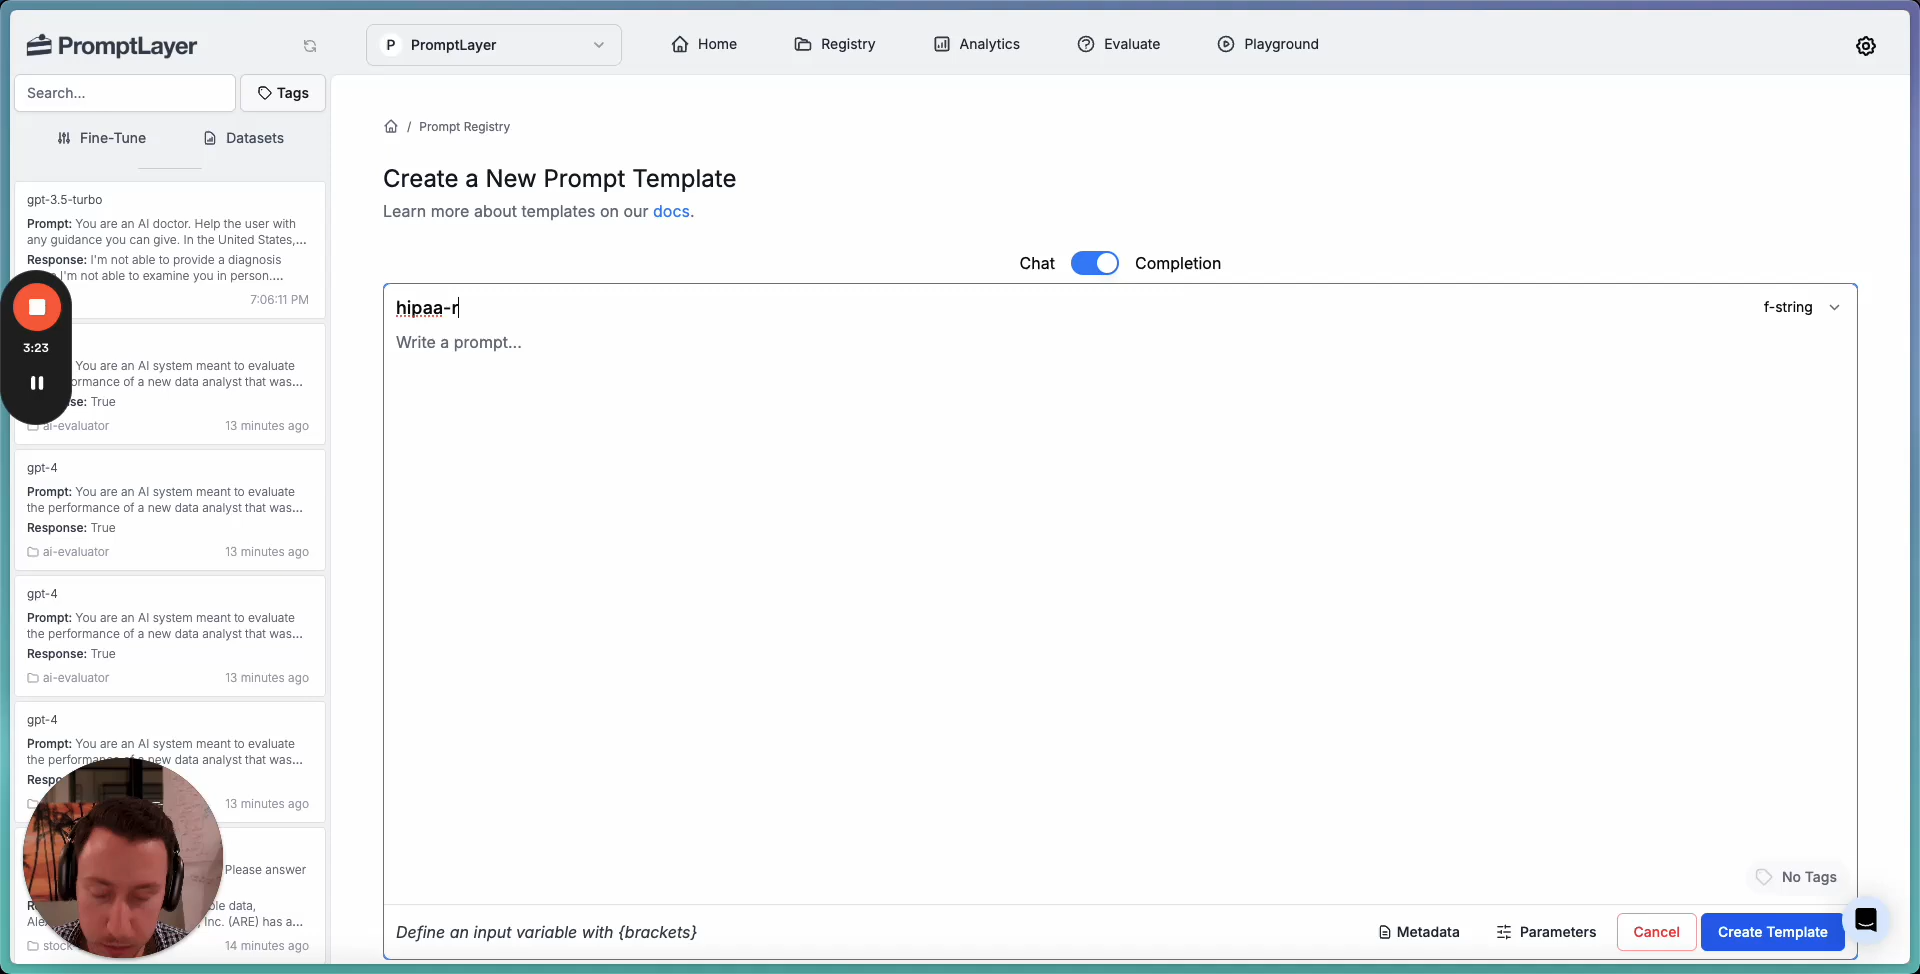 PromptLayer
P PromptLayer
Home
Registry
Analytics
Evaluate
Playground
Search...
Tags
Fine-Tune
Datasets
gpt-3.5-turbo
Prompt: You are an AI doctor. Help the user with
any guidance you can give. In the United States,...
Response: I'm not able to provide a diagnosis
I'm not able to examine you in person....
7:06:11 PM
3:23
You are an AI system meant to evaluate
ormance of a new data analyst that was...
se: True
ai-evaluator
13 minutes ago
gpt-4
Prompt: You are an AI system meant to evaluate
the performance of a new data analyst that was...
Response: True
ai-evaluator
13 minutes ago
gpt-4
Prompt: You are an AI system meant to evaluate
the performance of a new data analyst that was...
Response: True
ai-evaluator
13 minutes ago
gpt-4
Prompt: You are an AI system meant to evaluate
the performance of a new data analyst that was...
Respo
13 minutes ago
Please answer
ble data,
Inc. (ARE) has a...
stock
14 minutes ago
/ Prompt Registry
Create a New Prompt Template
Learn more about templates on our docs.
Chat
Completion
hipaa-r
f-string
Write a prompt...
No Tags
Define an input variable with {brackets}
Metadata
Parameters
Cancel
Create Template